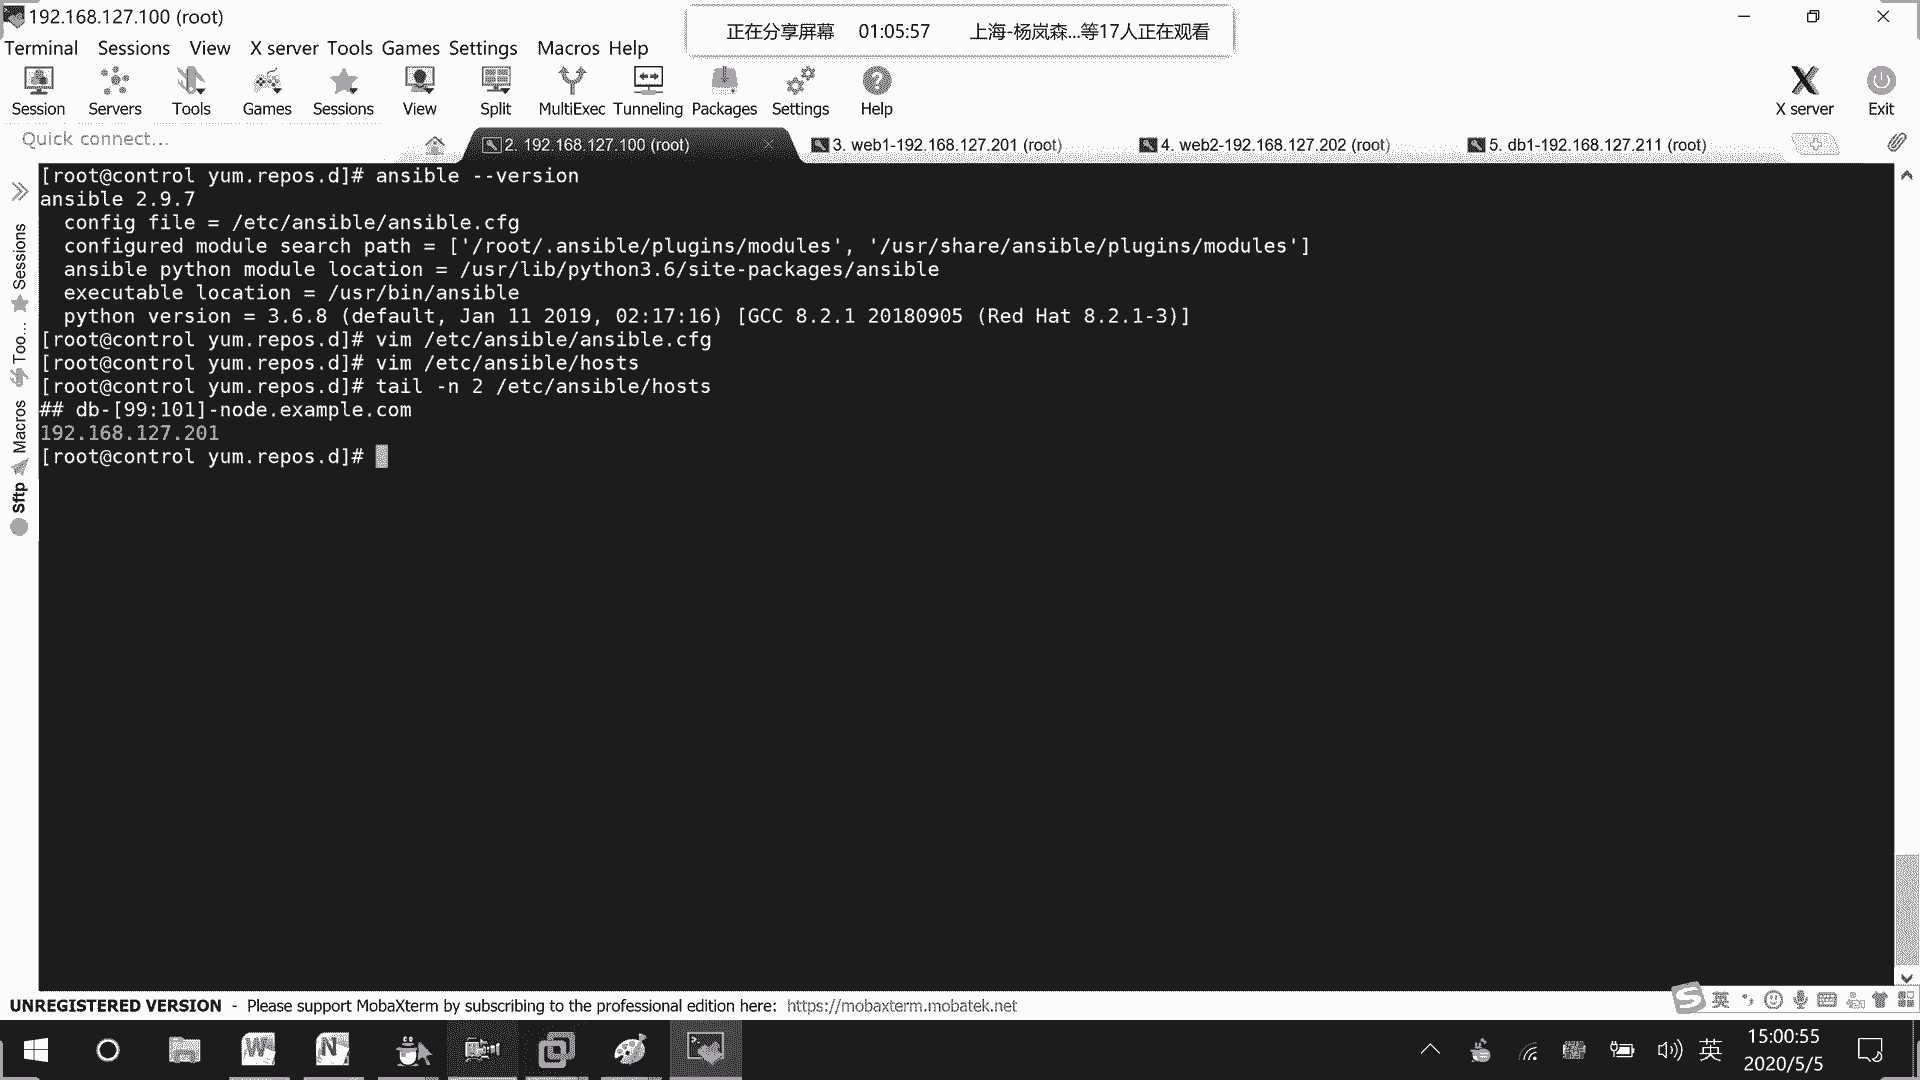 192.168.127.100 (root)
正在分享屏幕 01:05:57 上海-杨岚森...等17人正在观看
Terminal Sessions View X server Tools Games Settings Macros Help
Session Servers Tools Games Sessions View Split MultiExec Tunneling Packages Settings Help X server Exit
Quick connect...
2. 192.168.127.100 (root)
3. web1-192.168.127.201 (root)
4. web2-192.168.127.202 (root)
5. db1-192.168.127.211 (root)
Sessions
Too...
Macros
Sftp
[root@control yum.repos.d]# ansible --version
ansible 2.9.7
  config file = /etc/ansible/ansible.cfg
  configured module search path = ['/root/.ansible/plugins/modules', '/usr/share/ansible/plugins/modules']
  ansible python module location = /usr/lib/python3.6/site-packages/ansible
  executable location = /usr/bin/ansible
  python version = 3.6.8 (default, Jan 11 2019, 02:17:16) [GCC 8.2.1 20180905 (Red Hat 8.2.1-3)]
[root@control yum.repos.d]# vim /etc/ansible/ansible.cfg
[root@control yum.repos.d]# vim /etc/ansible/hosts
[root@control yum.repos.d]# tail -n 2 /etc/ansible/hosts
## db-[99:101]-node.example.com
192.168.127.201
[root@control yum.repos.d]#
UNREGISTERED VERSION - Please support MobaXterm by subscribing to the professional edition here: https://mobaxterm.mobatek.net
英
英
15:00:55
2020/5/5